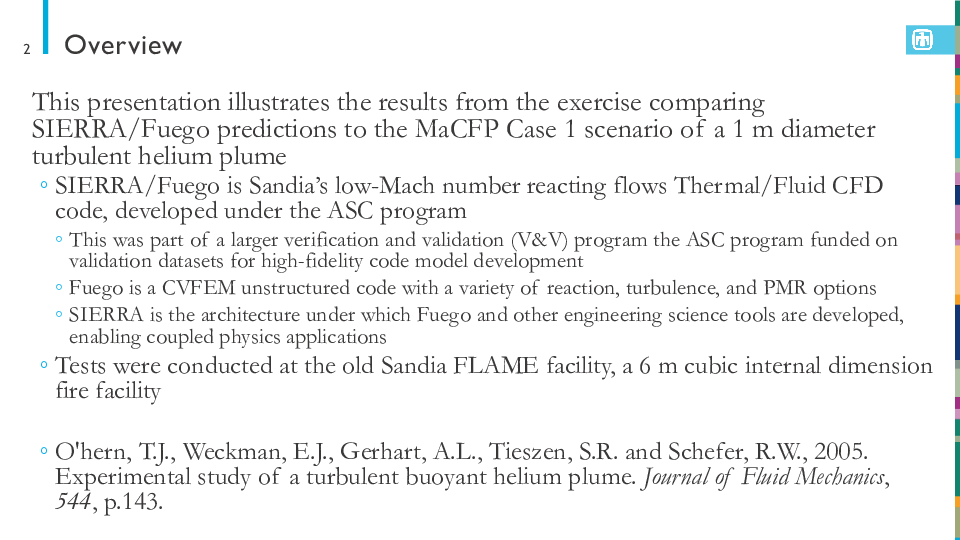 2
Overview
This presentation illustrates the results from the exercise comparing
SIERRA/Fuego predictions to the MaCFP Case 1 scenario of a 1 m diameter
turbulent helium plume
◦ SIERRA/Fuego is Sandia’s low-Mach number reacting flows Thermal/Fluid CFD
code, developed under the ASC program
◦ This was part of a larger verification and validation (V&V) program the ASC program funded on
validation datasets for high-fidelity code model development
◦ Fuego is a CVFEM unstructured code with a variety of reaction, turbulence, and PMR options
◦ SIERRA is the architecture under which Fuego and other engineering science tools are developed,
enabling coupled physics applications
◦ Tests were conducted at the old Sandia FLAME facility, a 6 m cubic internal dimension
fire facility
◦ O'hern, T.J., Weckman, E.J., Gerhart, A.L., Tieszen, S.R. and Schefer, R.W., 2005.
Experimental study of a turbulent buoyant helium plume. Journal of Fluid Mechanics,
544, p.143.